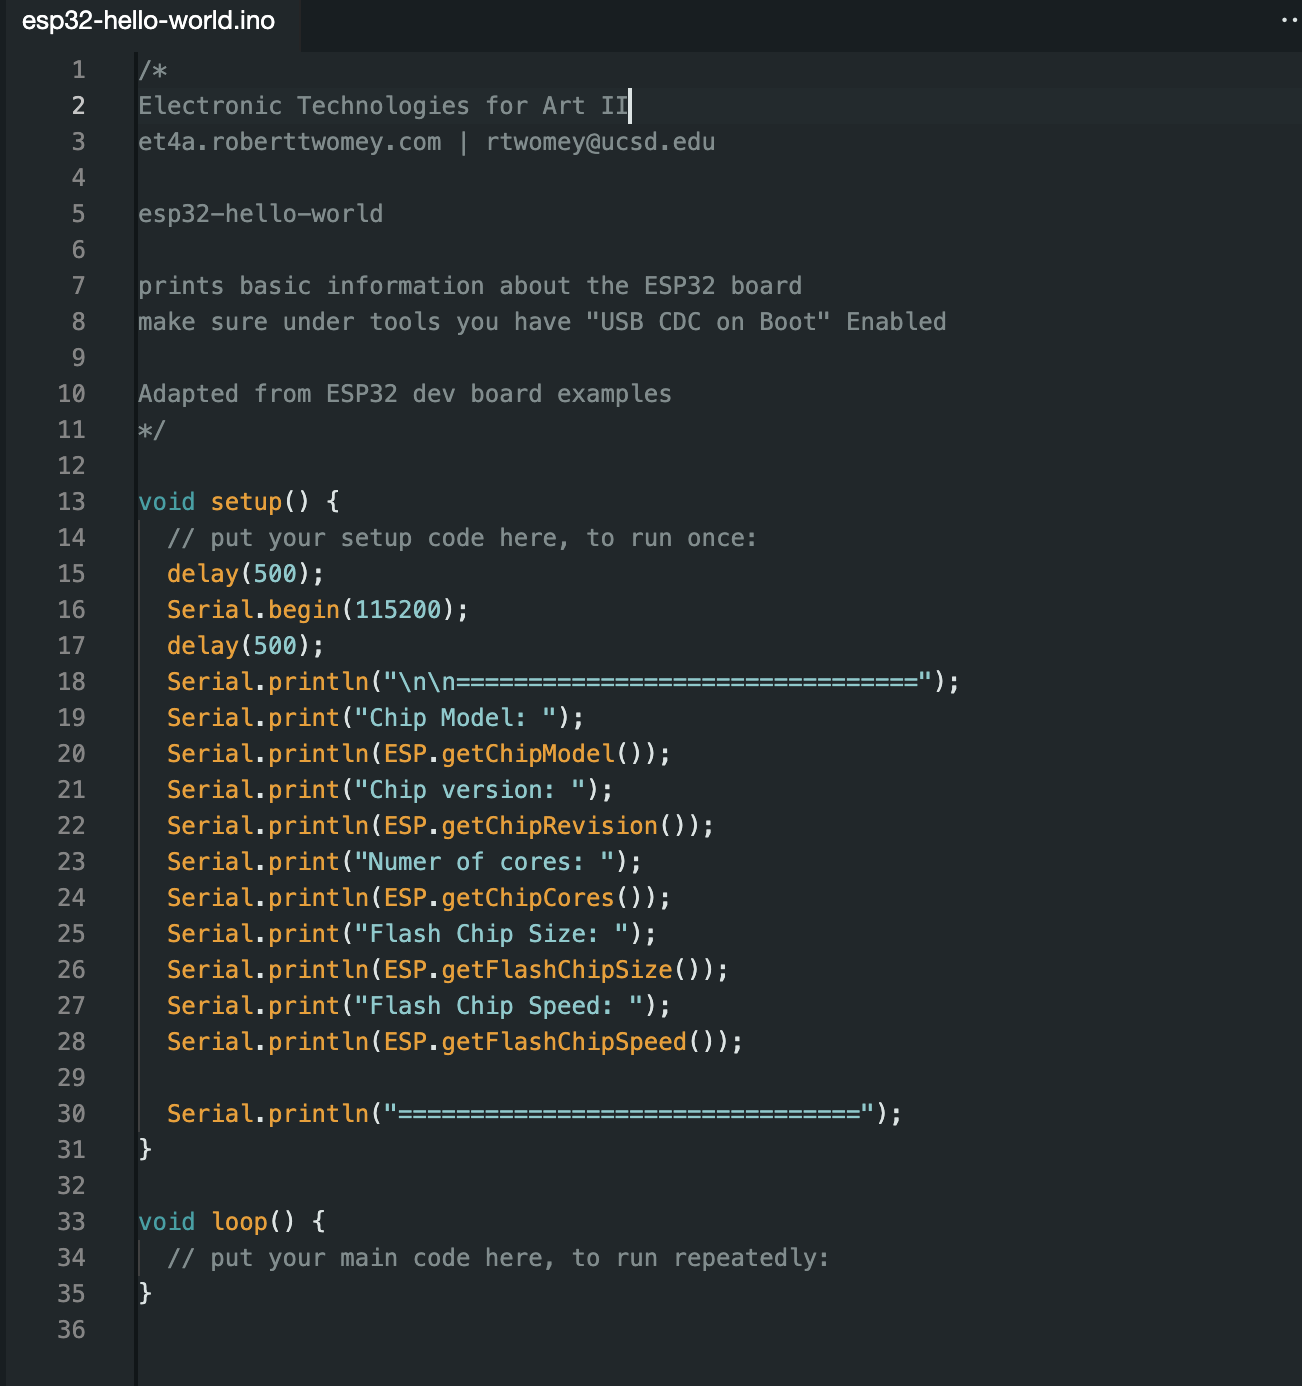 esp32-hello-world.ino
1 /*
2 Electronic Technologies for Art II
3 et4a.roberttwomey.com | rtwomey@ucsd.edu
4
5 esp32-hello-world
6
7 prints basic information about the ESP32 board
8 make sure under tools you have "USB CDC on Boot" Enabled
9
10 Adapted from ESP32 dev board examples
11 */
12
13 void setup() {
14   // put your setup code here, to run once:
15   delay(500);
16   Serial.begin(115200);
17   delay(500);
18   Serial.println("\n\n================================");
19   Serial.print("Chip Model: ");
20   Serial.println(ESP.getChipModel());
21   Serial.print("Chip version: ");
22   Serial.println(ESP.getChipRevision());
23   Serial.print("Numer of cores: ");
24   Serial.println(ESP.getChipCores());
25   Serial.print("Flash Chip Size: ");
26   Serial.println(ESP.getFlashChipSize());
27   Serial.print("Flash Chip Speed: ");
28   Serial.println(ESP.getFlashChipSpeed());
29
30   Serial.println("================================");
31 }
32
33 void loop() {
34   // put your main code here, to run repeatedly:
35 }
36